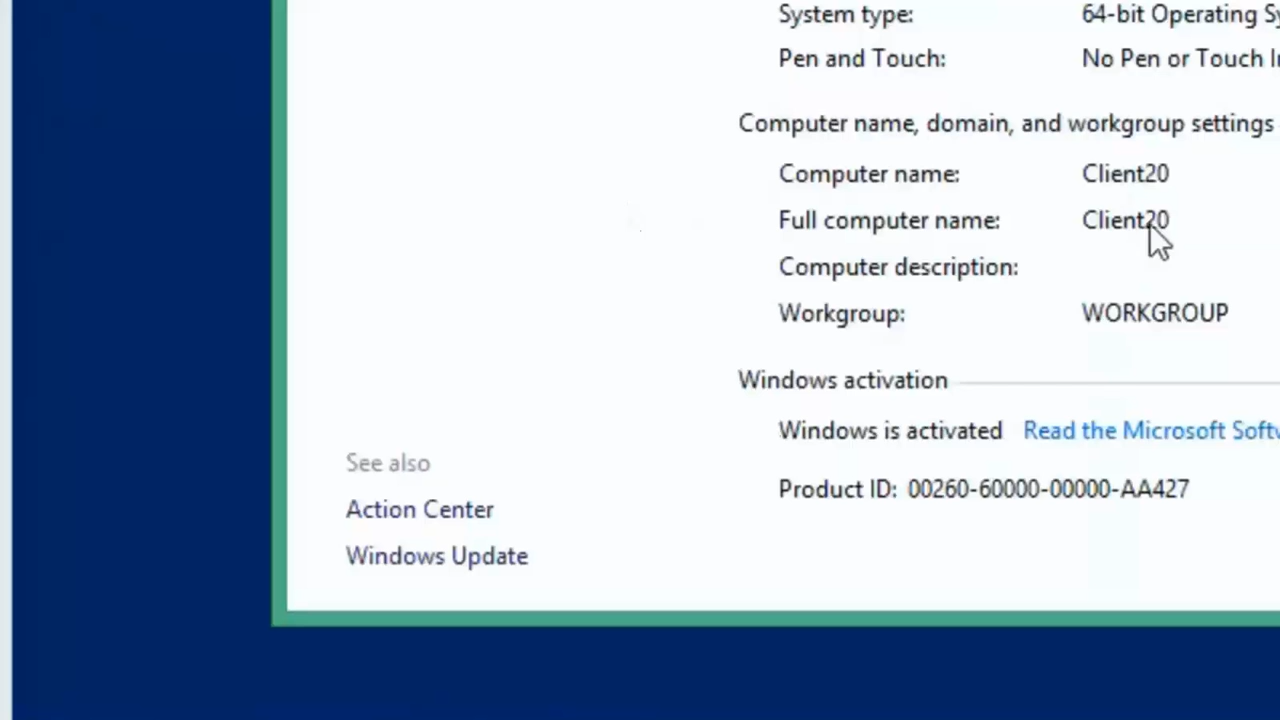 System type: 64-bit Operating
Pen and Touch: No Pen or Touch
Computer name, domain, and workgroup settings
Computer name: Client20
Full computer name: Client20
Computer description:
Workgroup: WORKGROUP
Windows activation
Windows is activated Read the Microsoft
See also
Product ID: 00260-60000-00000-AA427
Action Center
Windows Update